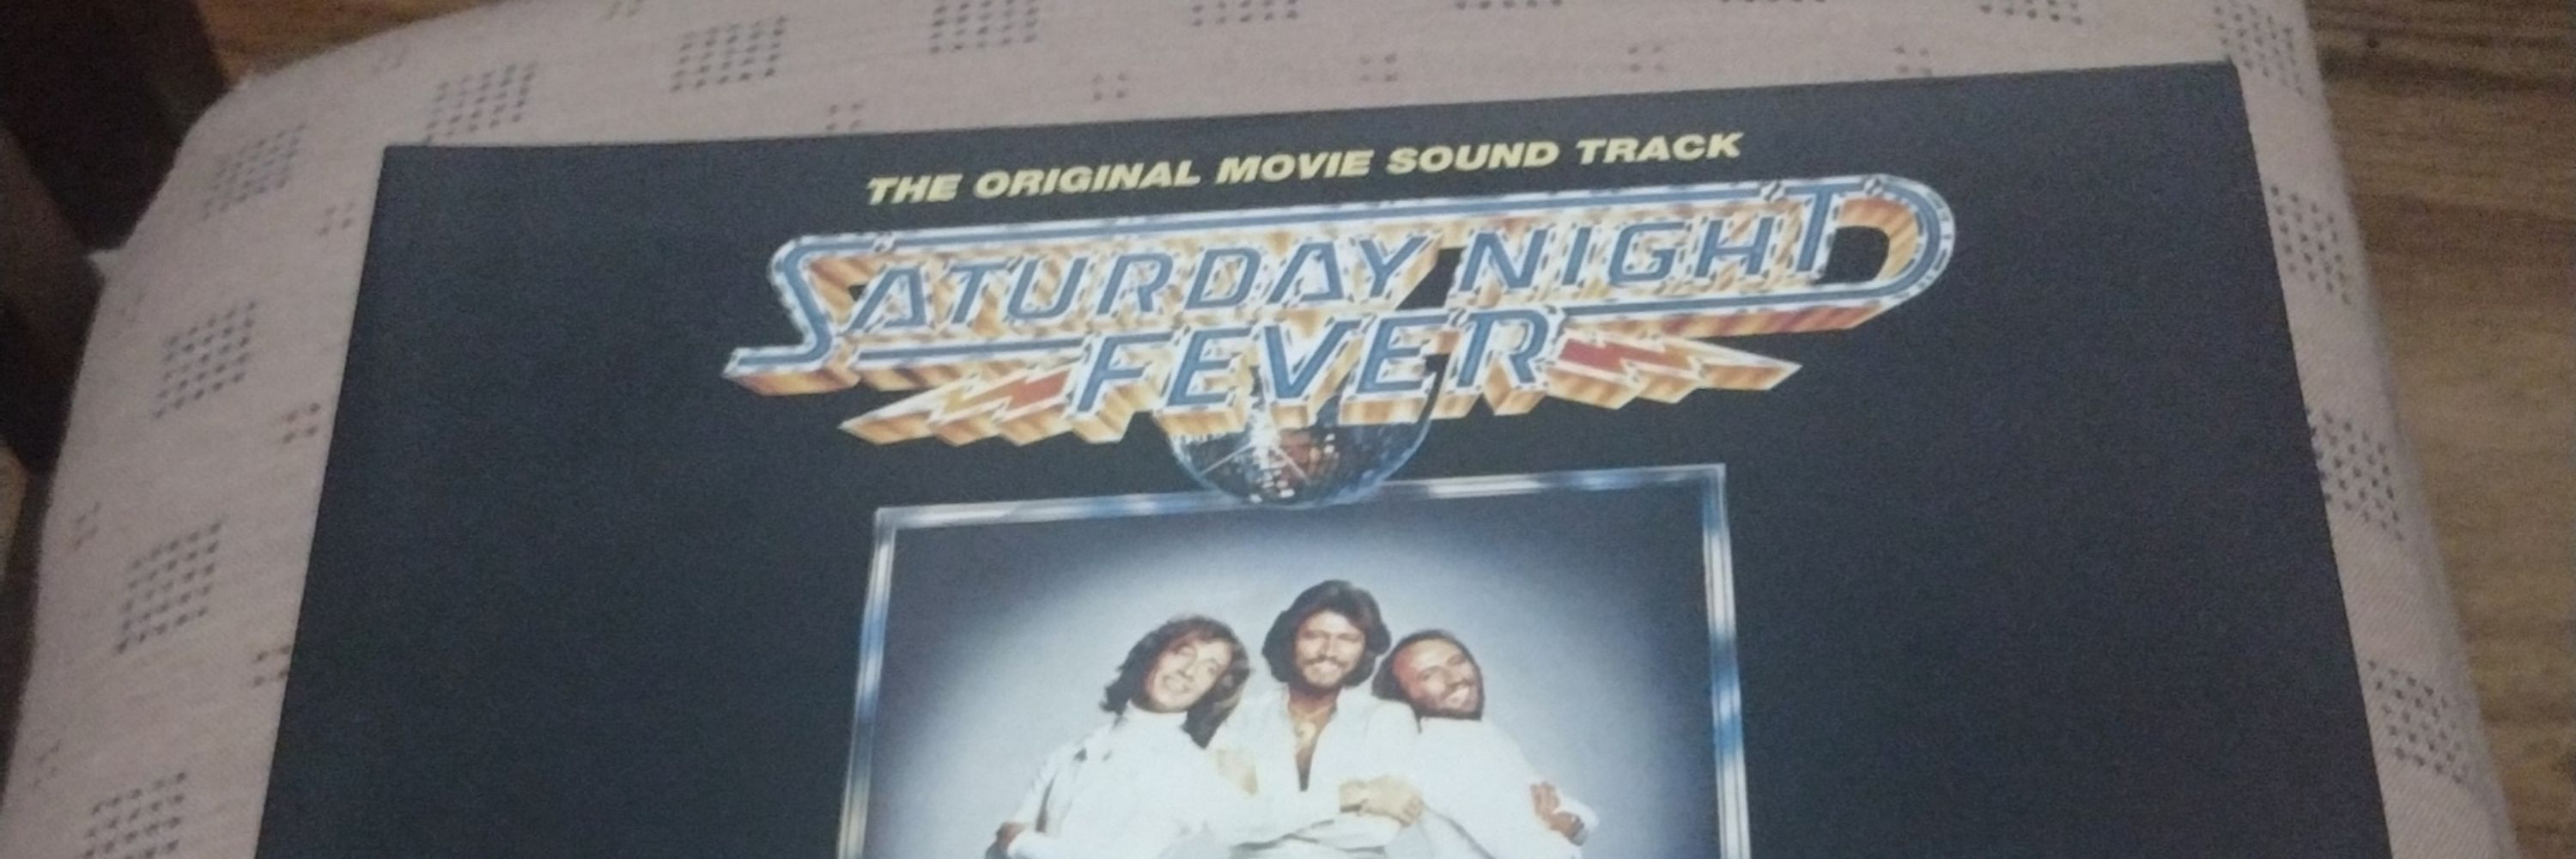 THE ORIGINAL MOVIE SOUND TRACK
SATURDAY NIGHT
FEVER